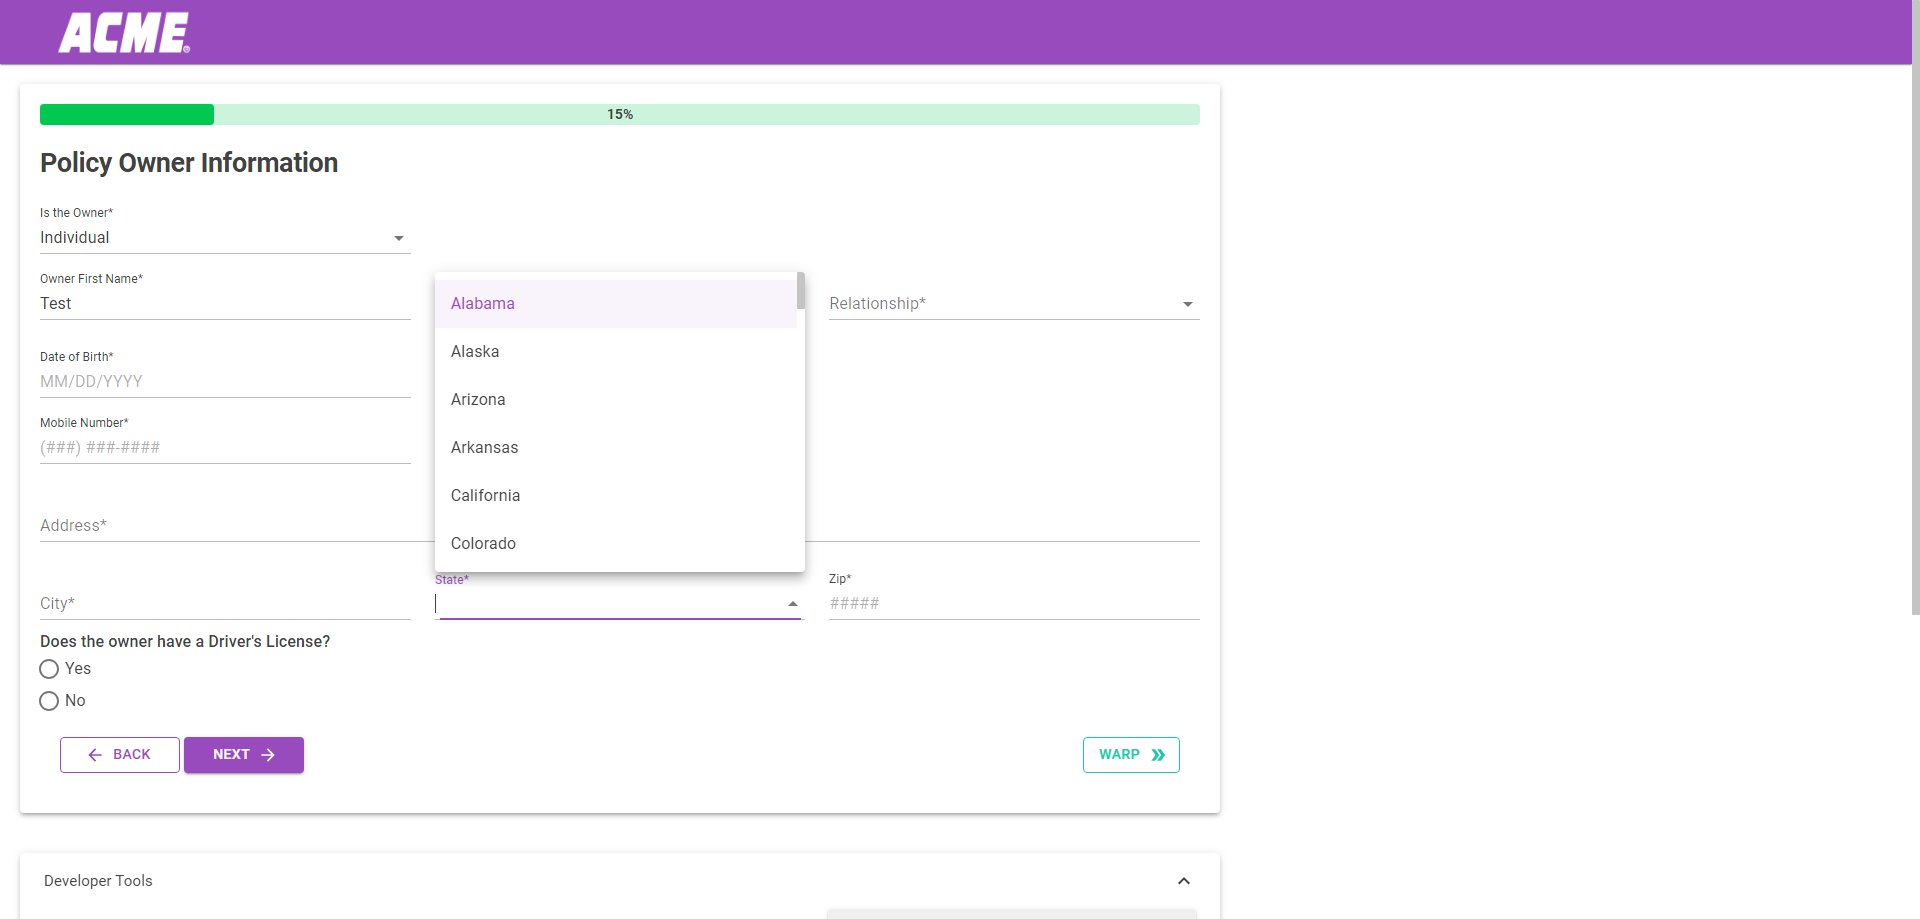 ACME®
15%
Policy Owner Information
Is the Owner*
Individual
Owner First Name*
Test
Relationship*
Alabama
Alaska
Arizona
Arkansas
California
Colorado
Date of Birth*
MM/DD/YYYY
Mobile Number*
(###) ###-####
Address*
City*
State*
Zip*
#####
Does the owner have a Driver's License?
Yes
No
BACK
NEXT
WARP
Developer Tools